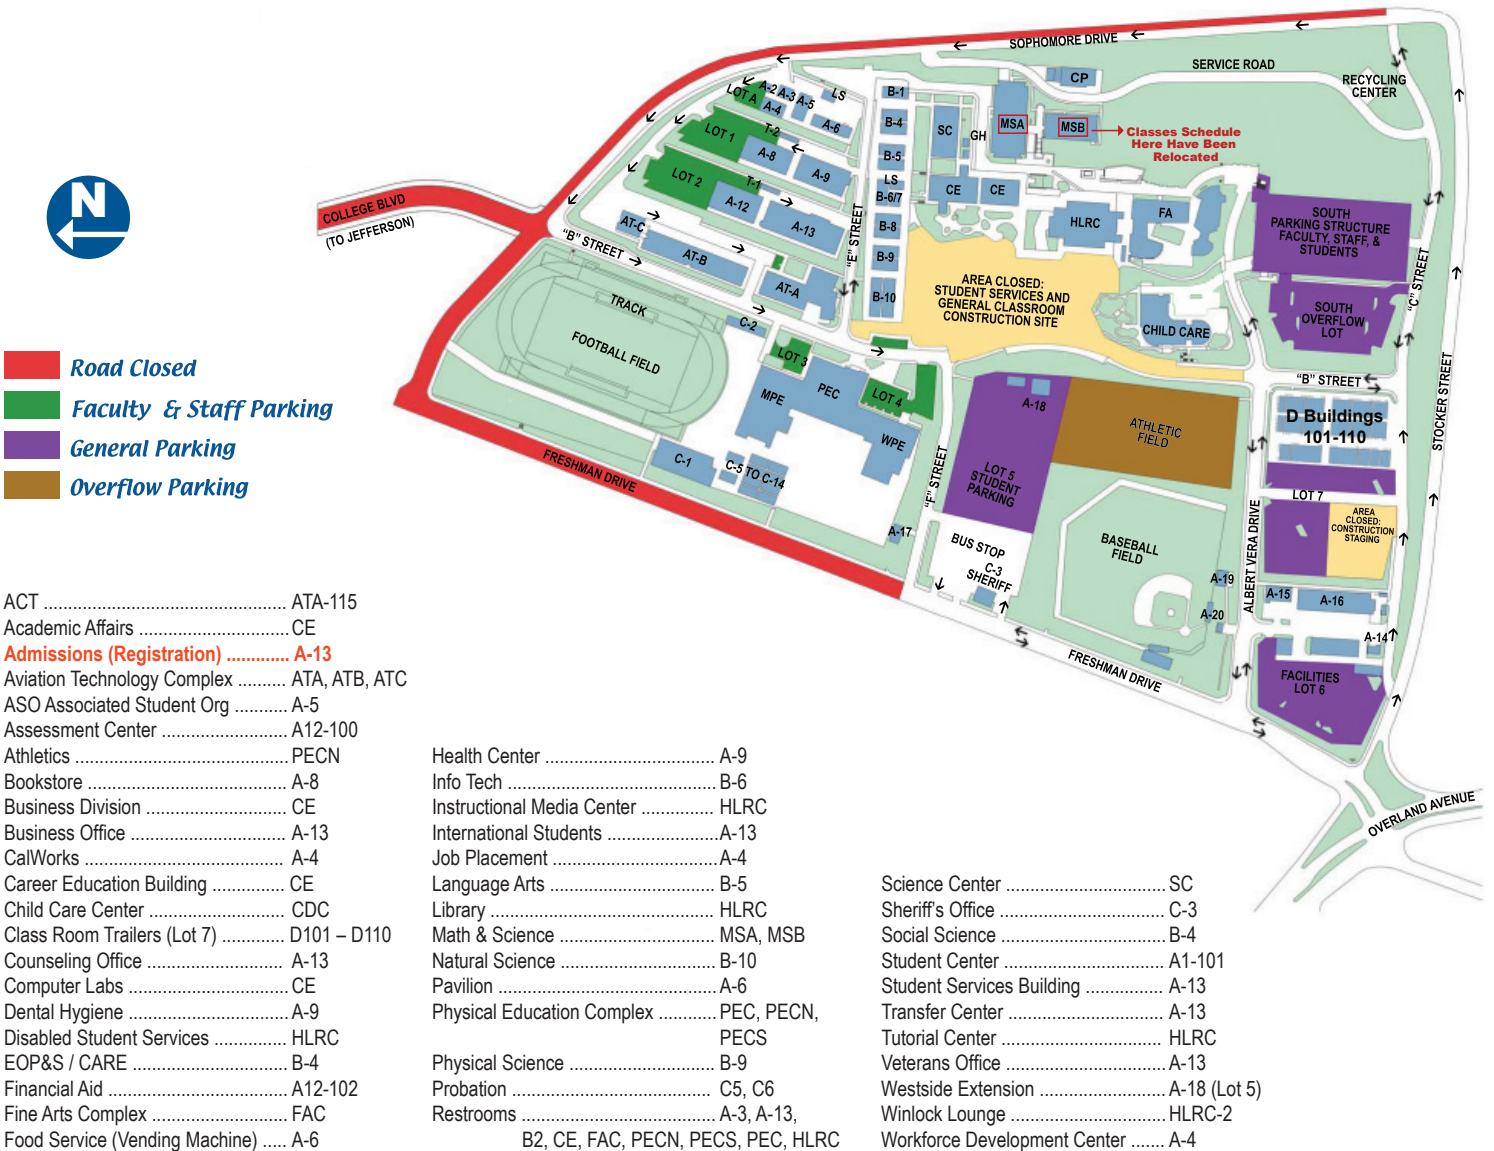 SOPHOMORE DRIVE
SERVICE ROAD
RECYCLING
CENTER
CP
LOT A
A-2
A-3
A-4
A-5
LS
A-6
B-1
LOT 1
T-2
B-4
SC
GH
MSA
MSB
Classes Schedule
Here Have Been
Relocated
A-8
A-9
B-5
LS
B-6/7
CE
CE
LOT 2
T-1
A-12
A-13
N
COLLEGE BLVD
(TO JEFFERSON)
"B" STREET
AT-C
AT-B
AT-A
"E" STREET
B-8
B-9
B-10
HLRC
FA
SOUTH
PARKING STRUCTURE
FACULTY, STAFF, &
STUDENTS
AREA CLOSED:
STUDENT SERVICES AND
GENERAL CLASSROOM
CONSTRUCTION SITE
CHILD CARE
SOUTH
OVERFLOW
LOT
"C" STREET
STOCKER STREET
TRACK
FOOTBALL FIELD
C-2
LOT 3
PEC
MPE
LOT 4
WPE
"B" STREET
D Buildings
101-110
A-18
ATHLETIC
FIELD
LOT 5
STUDENT
PARKING
"F" STREET
LOT 7
AREA
CLOSED:
CONSTRUCTION
STAGING
C-1
C-5 TO C-14
FRESHMAN DRIVE
A-17
BUS STOP
C-3
SHERIFF
BASEBALL
FIELD
ALBERT VERA DRIVE
A-19
A-20
A-15
A-16
A-14
FRESHMAN DRIVE
FACILITIES
LOT 6
OVERLAND AVENUE
Road Closed
Faculty & Staff Parking
General Parking
Overflow Parking
ACT ............................................... ATA-115
Academic Affairs ............................. CE
Admissions (Registration) ............. A-13
Aviation Technology Complex .......... ATA, ATB, ATC
ASO Associated Student Org ........... A-5
Assessment Center ......................... A12-100
Athletics ......................................... PECN
Bookstore ....................................... A-8
Business Division ........................... CE
Business Office .............................. A-13
CalWorks ...................................... A-4
Career Education Building .............. CE
Child Care Center .......................... CDC
Class Room Trailers (Lot 7) ............ D101 – D110
Counseling Office .......................... A-13
Computer Labs .............................. CE
Dental Hygiene ............................... A-9
Disabled Student Services .............. HLRC
EOP&S / CARE .............................. B-4
Financial Aid ................................... A12-102
Fine Arts Complex .......................... FAC
Food Service (Vending Machine) ..... A-6
Health Center ................................. A-9
Info Tech ........................................ B-6
Instructional Media Center .............. HLRC
International Students ..................... A-13
Job Placement ................................ A-4
Language Arts ................................ B-5
Library ........................................... HLRC
Math & Science .............................. MSA, MSB
Natural Science .............................. B-10
Pavilion .......................................... A-6
Physical Education Complex ........... PEC, PECN,
PECS
Physical Science ............................ B-9
Probation ....................................... C5, C6
Restrooms ..................................... A-3, A-13,
B2, CE, FAC, PECN, PECS, PEC, HLRC
Science Center ............................... SC
Sheriff's Office ................................ C-3
Social Science ................................ B-4
Student Center ............................... A1-101
Student Services Building ............... A-13
Transfer Center .............................. A-13
Tutorial Center ............................... HLRC
Veterans Office ............................... A-13
Westside Extension ........................ A-18 (Lot 5)
Winlock Lounge .............................. HLRC-2
Workforce Development Center ....... A-4